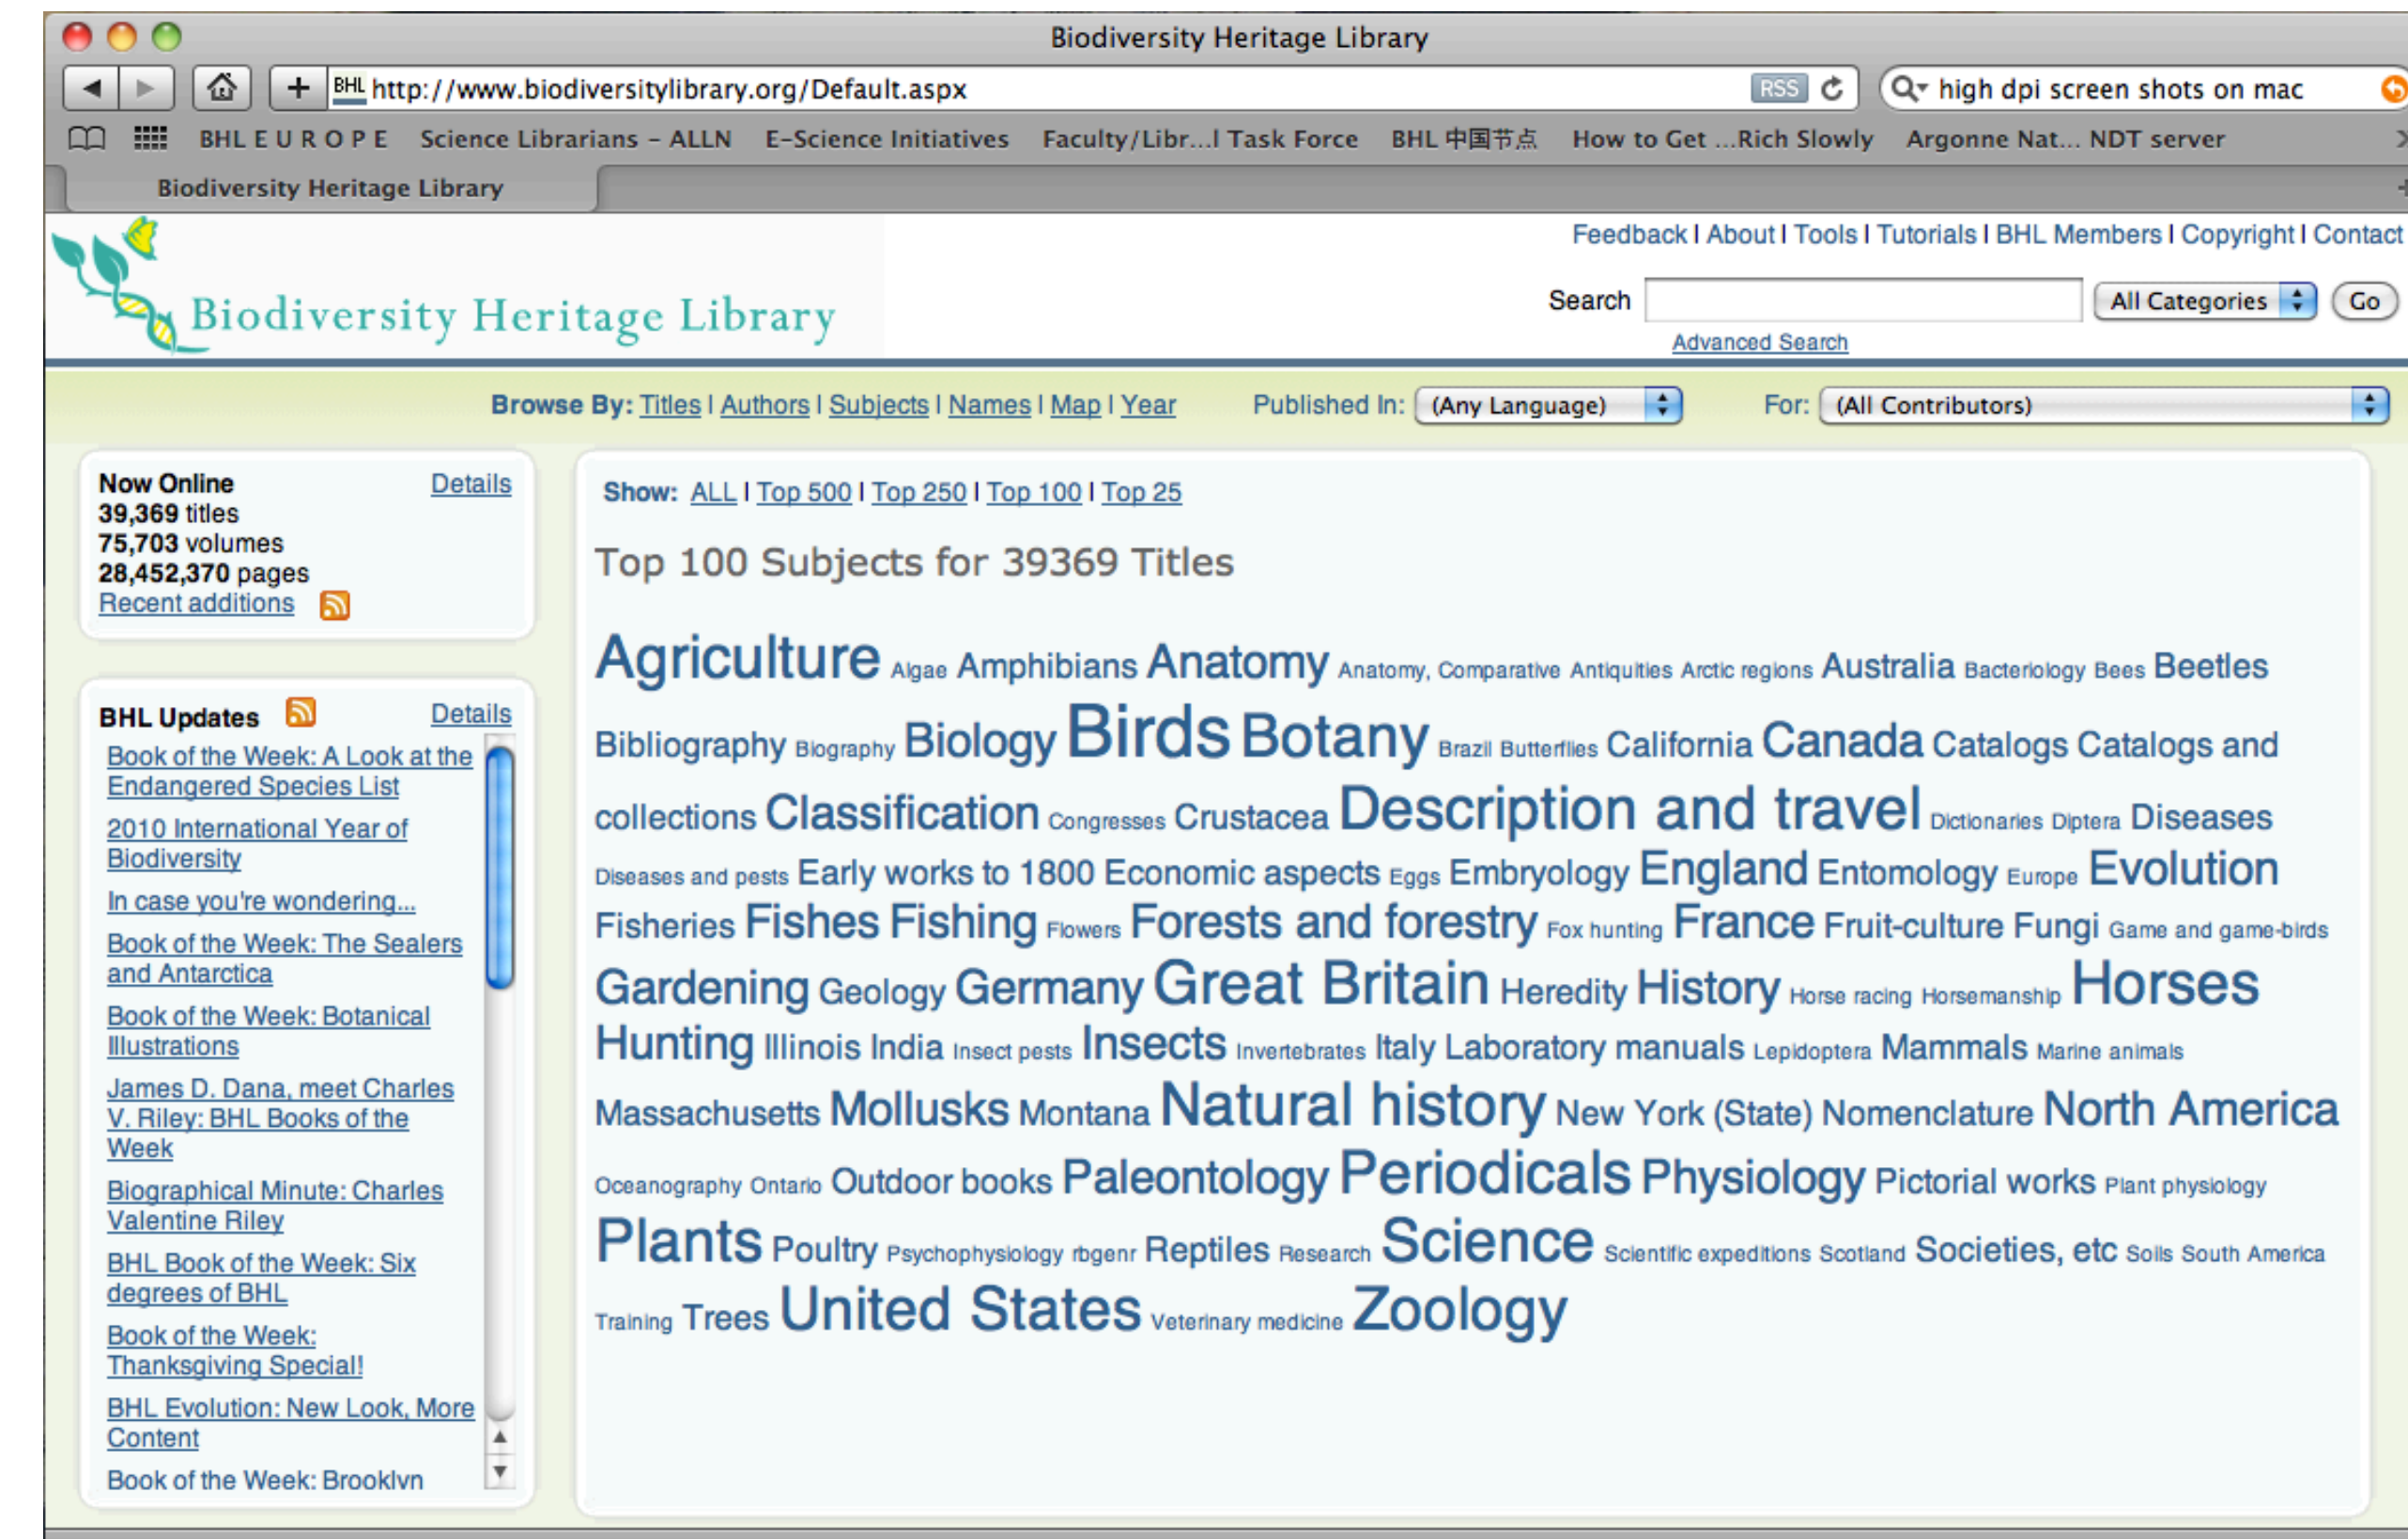 Biodiversity Heritage Library
BHL http://www.biodiversitylibrary.org/Default.aspx RSS high dpi screen shots on mac
BHL E U R O P E Science Librarians – ALLN E–Science Initiatives Faculty/Libr...l Task Force BHL 中国节点 How to Get ...Rich Slowly Argonne Nat... NDT server
Biodiversity Heritage Library
Feedback | About | Tools | Tutorials | BHL Members | Copyright | Contact
Biodiversity Heritage Library
Search All Categories Go
Advanced Search
Browse By: Titles | Authors | Subjects | Names | Map | Year Published In: (Any Language) For: (All Contributors)
Now Online Details
39,369 titles
75,703 volumes
28,452,370 pages
Recent additions
BHL Updates Details
Book of the Week: A Look at the
Endangered Species List
2010 International Year of
Biodiversity
In case you're wondering...
Book of the Week: The Sealers
and Antarctica
Book of the Week: Botanical
Illustrations
James D. Dana, meet Charles
V. Riley: BHL Books of the
Week
Biographical Minute: Charles
Valentine Riley
BHL Book of the Week: Six
degrees of BHL
Book of the Week:
Thanksgiving Special!
BHL Evolution: New Look, More
Content
Book of the Week: Brooklyn
Show: ALL | Top 500 | Top 250 | Top 100 | Top 25
Top 100 Subjects for 39369 Titles
Agriculture Algae Amphibians Anatomy Anatomy, Comparative Antiquities Arctic regions Australia Bacteriology Bees Beetles
Bibliography Biography Biology Birds Botany Brazil Butterflies California Canada Catalogs Catalogs and
collections Classification Congresses Crustacea Description and travel Dictionaries Diptera Diseases
Diseases and pests Early works to 1800 Economic aspects Eggs Embryology England Entomology Europe Evolution
Fisheries Fishes Fishing Flowers Forests and forestry Fox hunting France Fruit-culture Fungi Game and game-birds
Gardening Geology Germany Great Britain Heredity History Horse racing Horsemanship Horses
Hunting Illinois India Insect pests Insects Invertebrates Italy Laboratory manuals Lepidoptera Mammals Marine animals
Massachusetts Mollusks Montana Natural history New York (State) Nomenclature North America
Oceanography Ontario Outdoor books Paleontology Periodicals Physiology Pictorial works Plant physiology
Plants Poultry Psychophysiology rbgenr Reptiles Research Science Scientific expeditions Scotland Societies, etc Soils South America
Training Trees United States Veterinary medicine Zoology